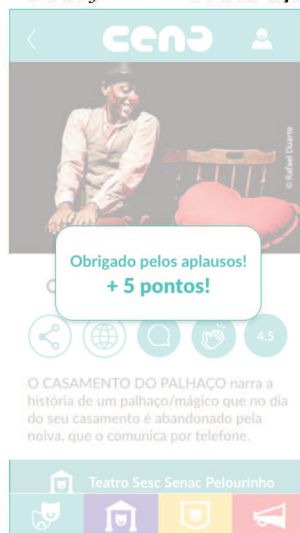 cena
© Rafael Duarte
Obrigado pelos aplausos!
+ 5 pontos!
4.5
O CASAMENTO DO PALHAÇO narra a
história de um palhaço/mágico que no dia
do seu casamento é abandonado pela
noiva, que o comunica por telefone.
Teatro Sesc Senac Pelourinho